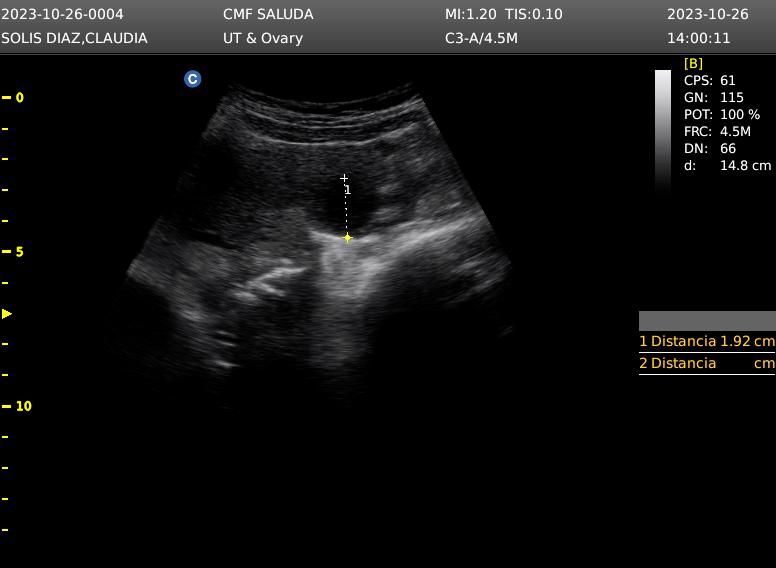 2023-10-26-0004 CMF SALUDA MI:1.20 TIS:0.10 2023-10-26
SOLIS DIAZ,CLAUDIA UT & Ovary C3-A/4.5M 14:00:11
C
[B]
CPS: 61
GN: 115
POT: 100 %
FRC: 4.5M
DN: 66
d: 14.8 cm
0
1
5
10
1 Distancia 1.92 cm
2 Distancia cm